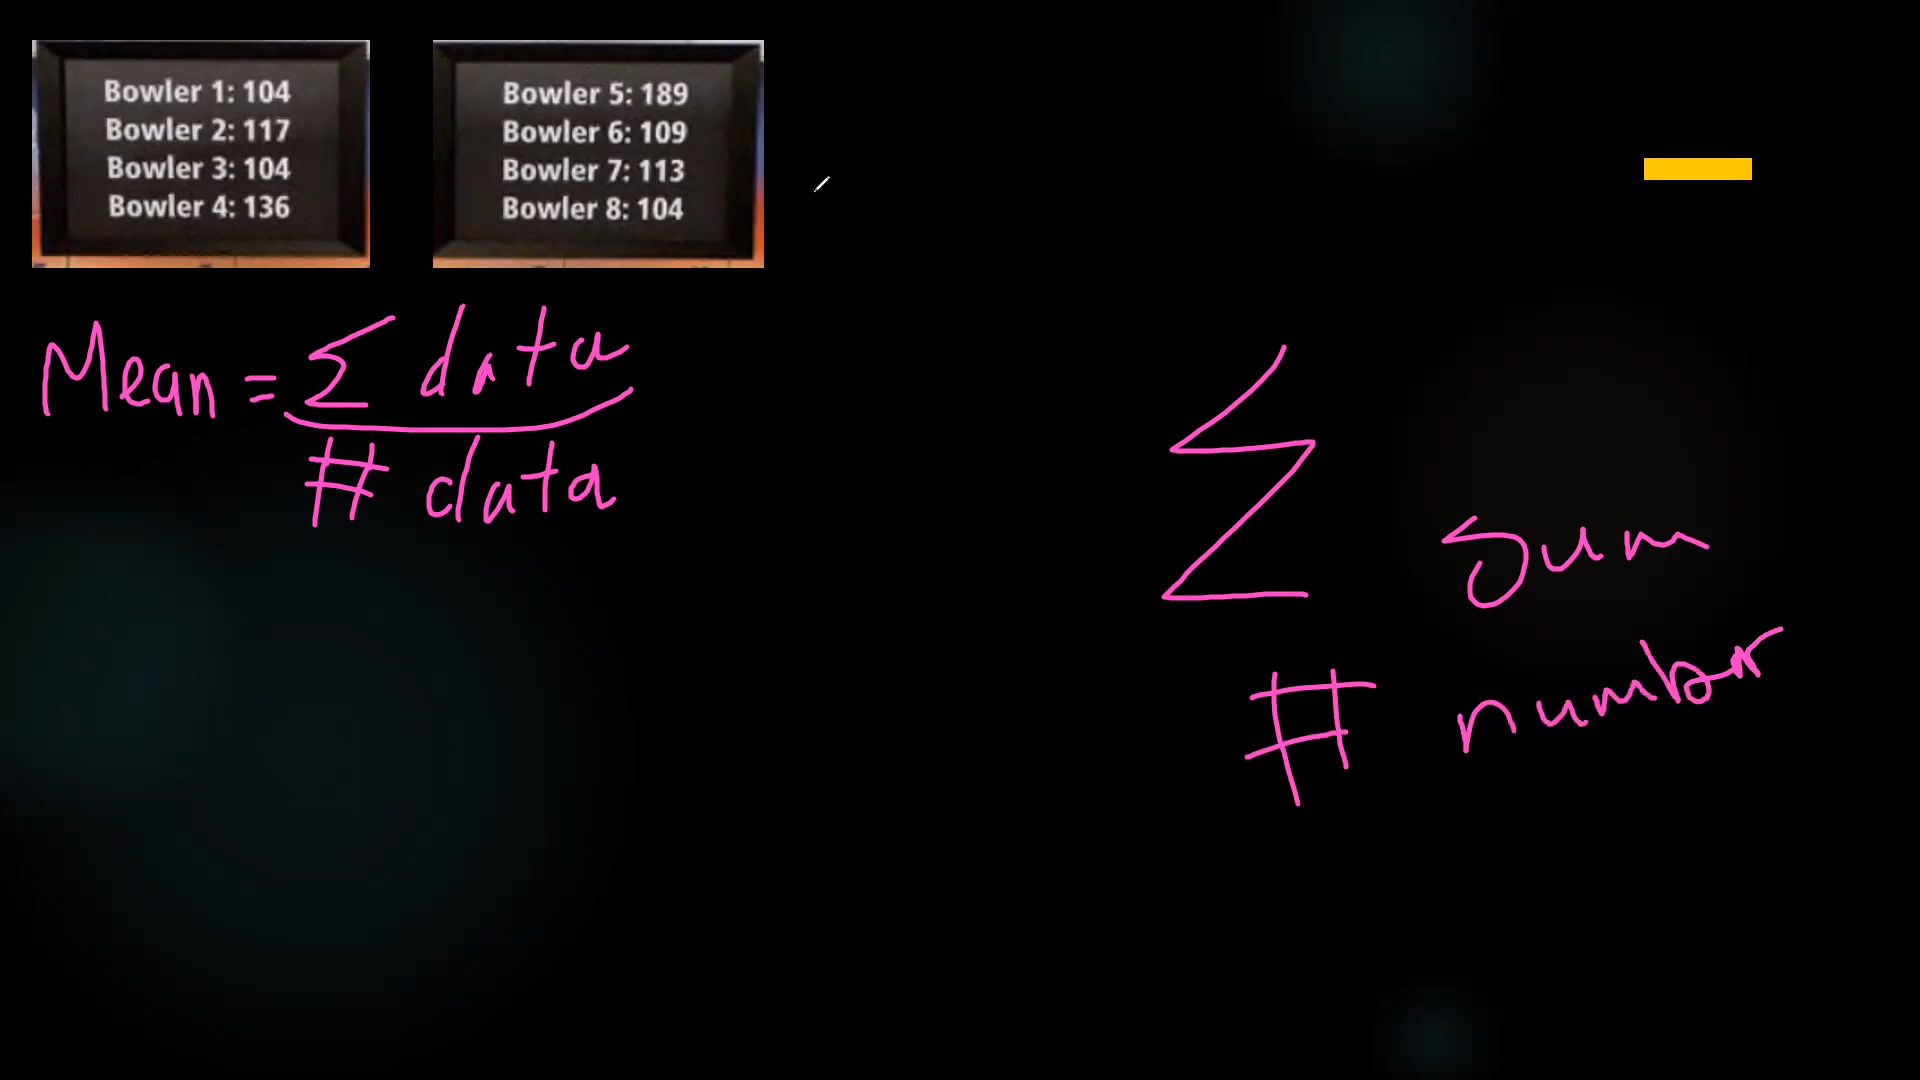 Bowler 1: 104
Bowler 2: 117
Bowler 3: 104
Bowler 4: 136
Bowler 5: 189
Bowler 6: 109
Bowler 7: 113
Bowler 8: 104
Mean = Σ data
# data
Σ sum
# number